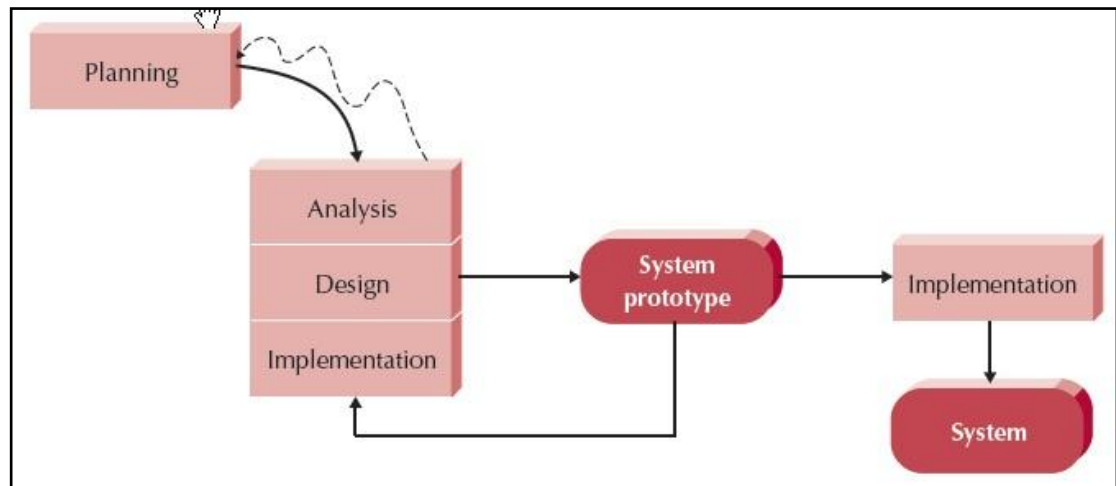 Planning
Analysis
Design
Implementation
System
prototype
Implementation
System